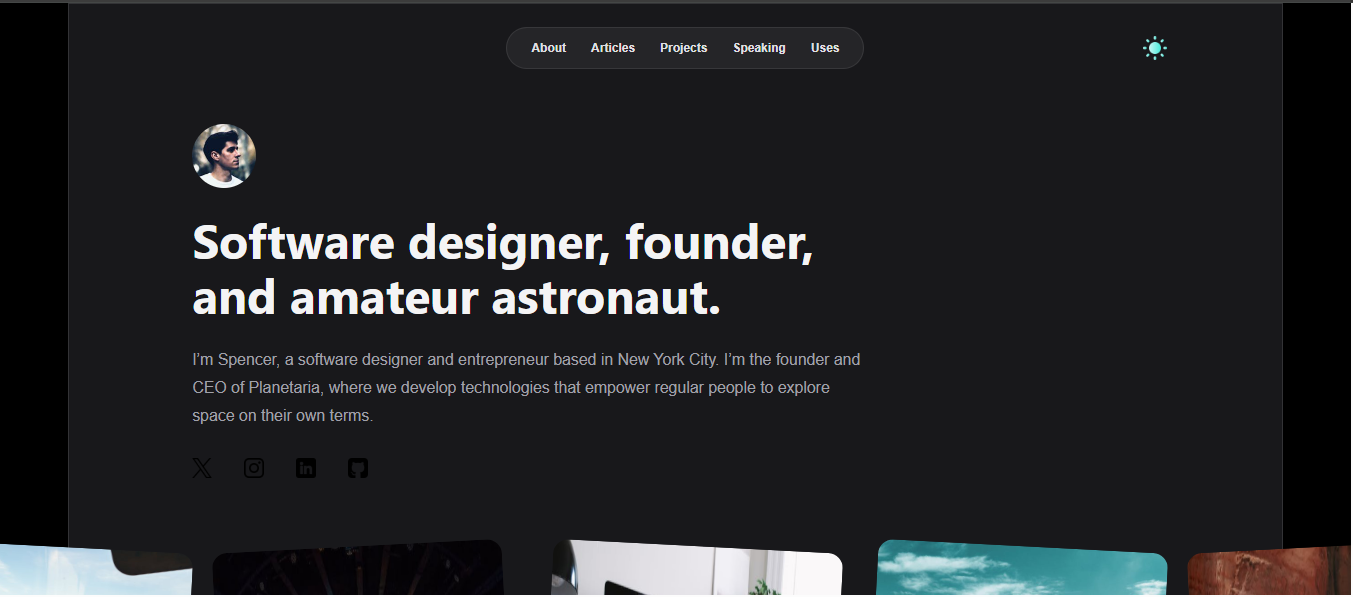 About Articles Projects Speaking Uses
Software designer, founder,
and amateur astronaut.
I’m Spencer, a software designer and entrepreneur based in New York City. I’m the founder and
CEO of Planetaria, where we develop technologies that empower regular people to explore
space on their own terms.